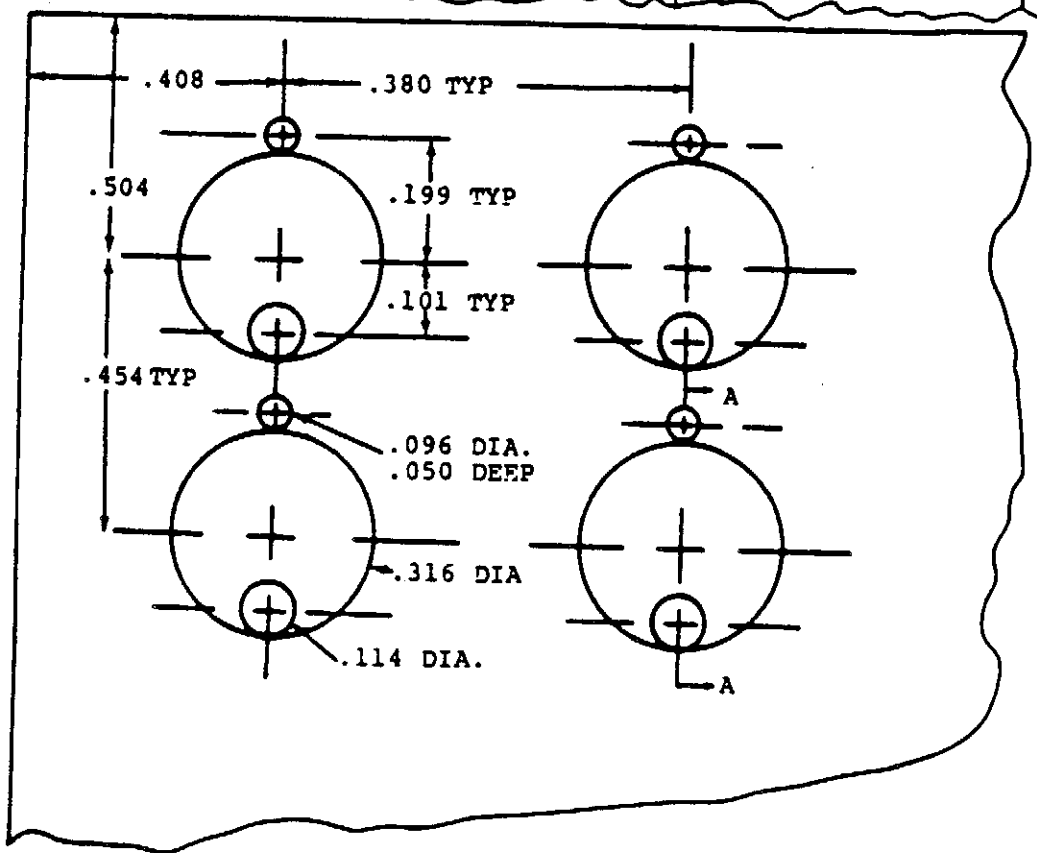 .408
.380 TYP
.504
.199 TYP
.101 TYP
.454 TYP
A
.096 DIA.
.050 DEEP
.316 DIA
.114 DIA.
A